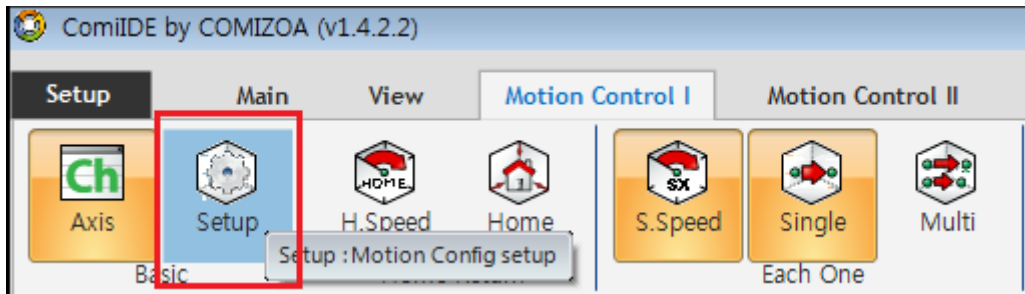 ComiIDE by COMIZOA (v1.4.2.2)
Setup Main View Motion Control I Motion Control II
Ch HOME SX
Axis Setup H.Speed Home S.Speed Single Multi
Setup : Motion Config setup
Basic Each One